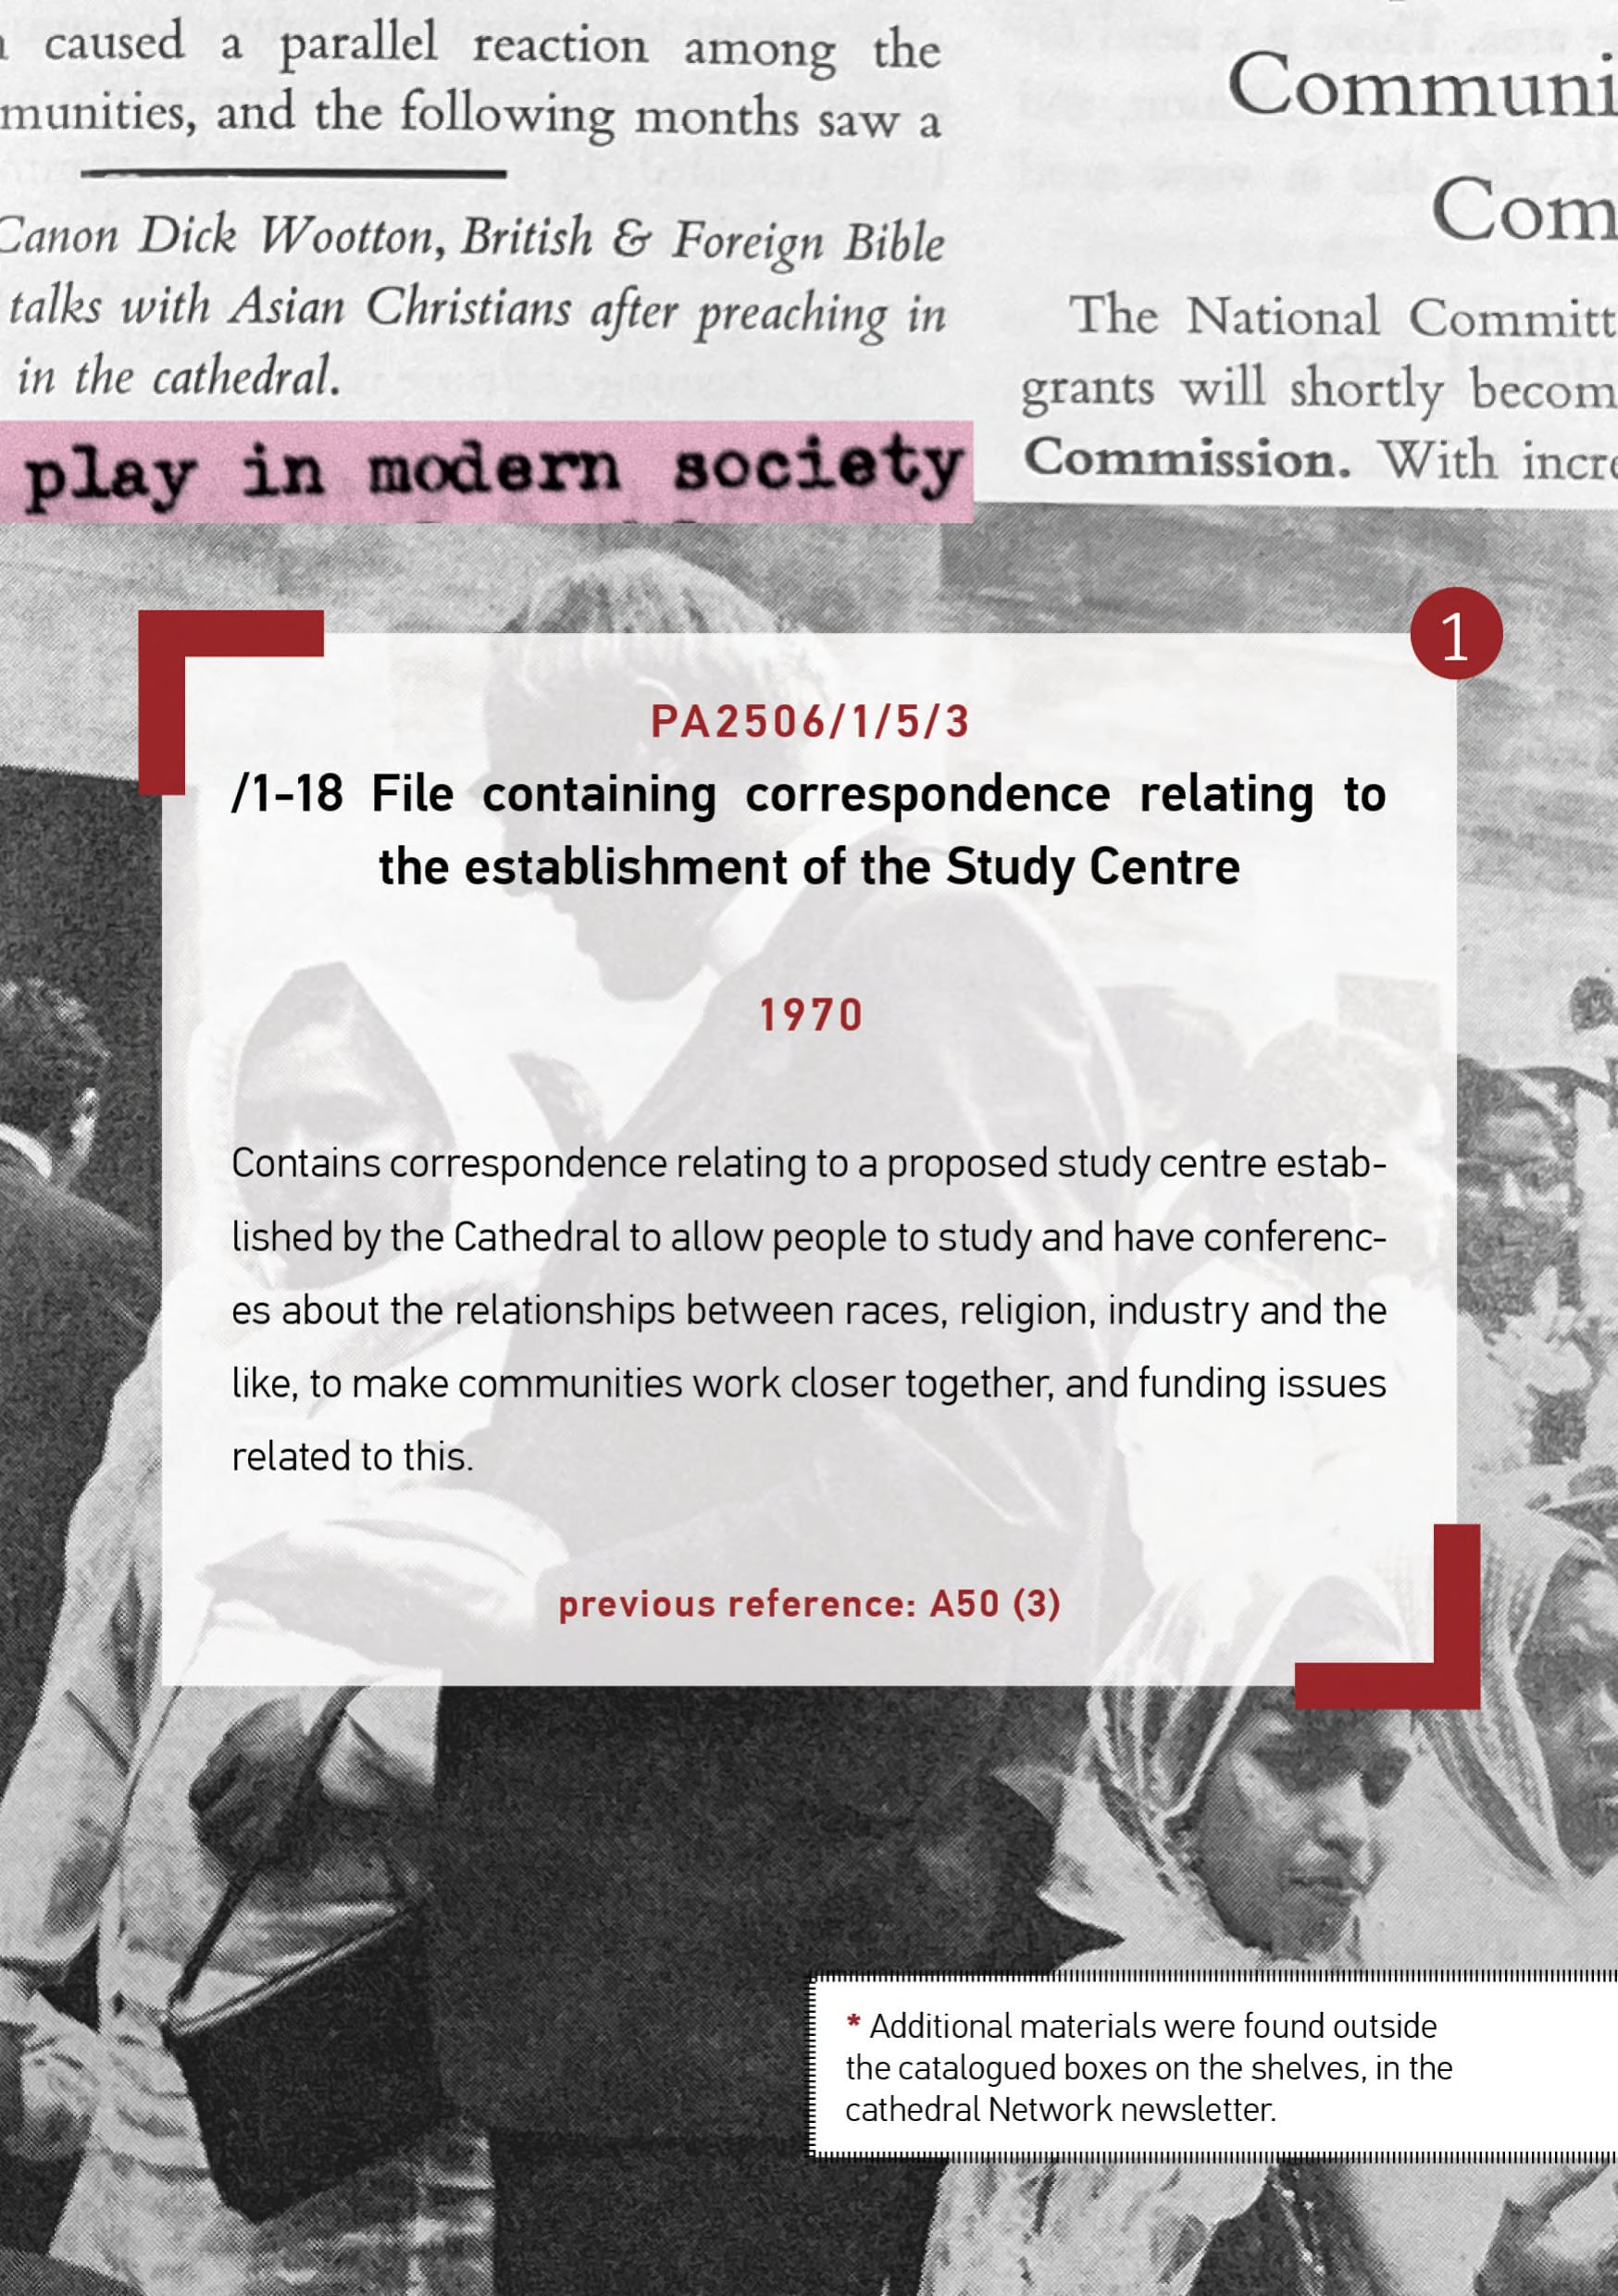 caused a parallel reaction among the
munities, and the following months saw a
Canon Dick Wootton, British & Foreign Bible
talks with Asian Christians after preaching in
in the cathedral.
play in modern society
Communi
Com
The National Committ
grants will shortly becom
Commission. With incre
1
PA2506/1/5/3
/1-18 File containing correspondence relating to
the establishment of the Study Centre
1970
Contains correspondence relating to a proposed study centre estab-
lished by the Cathedral to allow people to study and have conferenc-
es about the relationships between races, religion, industry and the
like, to make communities work closer together, and funding issues
related to this.
previous reference: A50 (3)
* Additional materials were found outside
the catalogued boxes on the shelves, in the
cathedral Network newsletter.